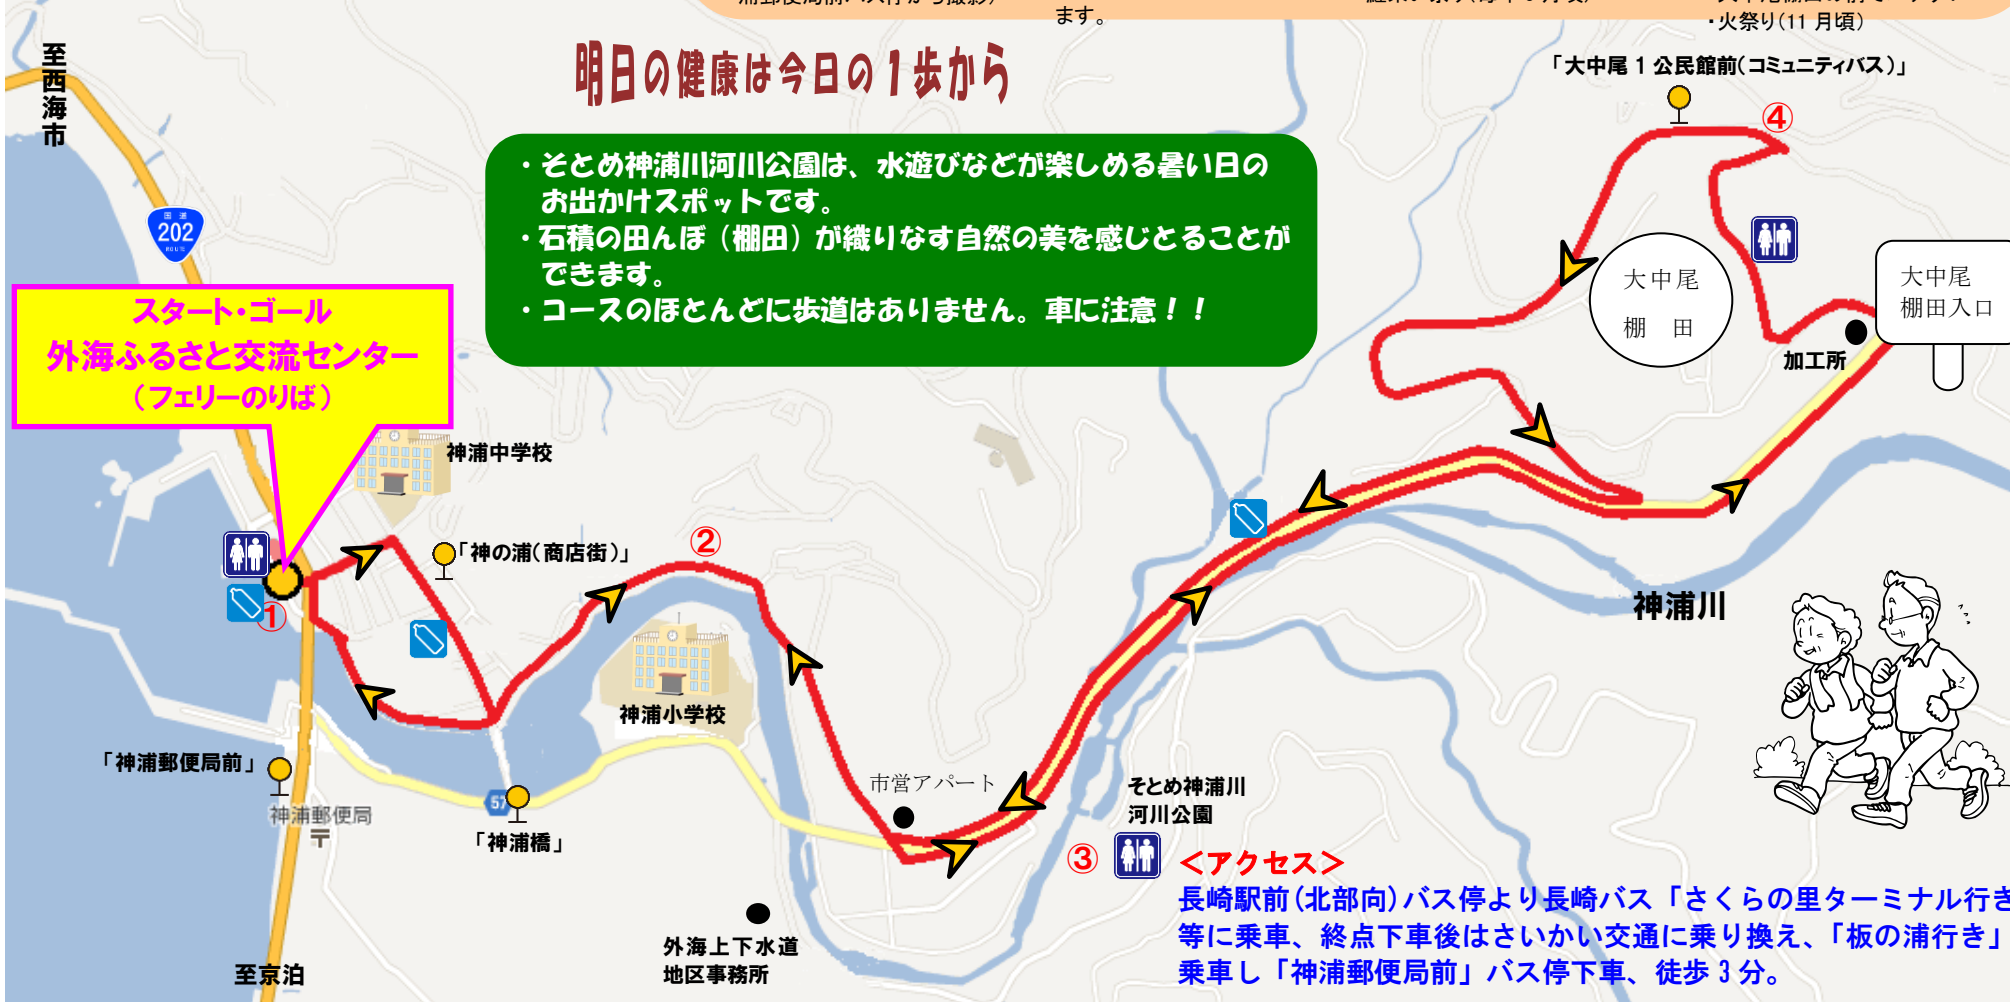 ます。
・火祭り(11 月頃)
至西海市
明日の健康は今日の1歩から
「大中尾 1 公民館前(コミュニティバス)」
④
・そとめ神浦川河川公園は、水遊びなどが楽しめる暑い日の
お出かけスポットです。
・石積の田んぼ（棚田）が織りなす自然の美を感じとることが
できます。
・コースのほとんどに歩道はありません。車に注意！！
国道
202
ROUTE
大中尾
棚 田
大中尾
棚田入口
加工所
スタート・ゴール
外海ふるさと交流センター
（フェリーのりば）
神浦中学校
「神の浦(商店街)」
②
①
神浦川
神浦小学校
「神浦郵便局前」
神浦郵便局
〒
57
「神浦橋」
市営アパート
そとめ神浦川
河川公園
③
外海上下水道
地区事務所
至京泊
＜アクセス＞
長崎駅前(北部向)バス停より長崎バス「さくらの里ターミナル行き
等に乗車、終点下車後はさいかい交通に乗り換え、「板の浦行き」
乗車し「神浦郵便局前」バス停下車、徒歩 3 分。